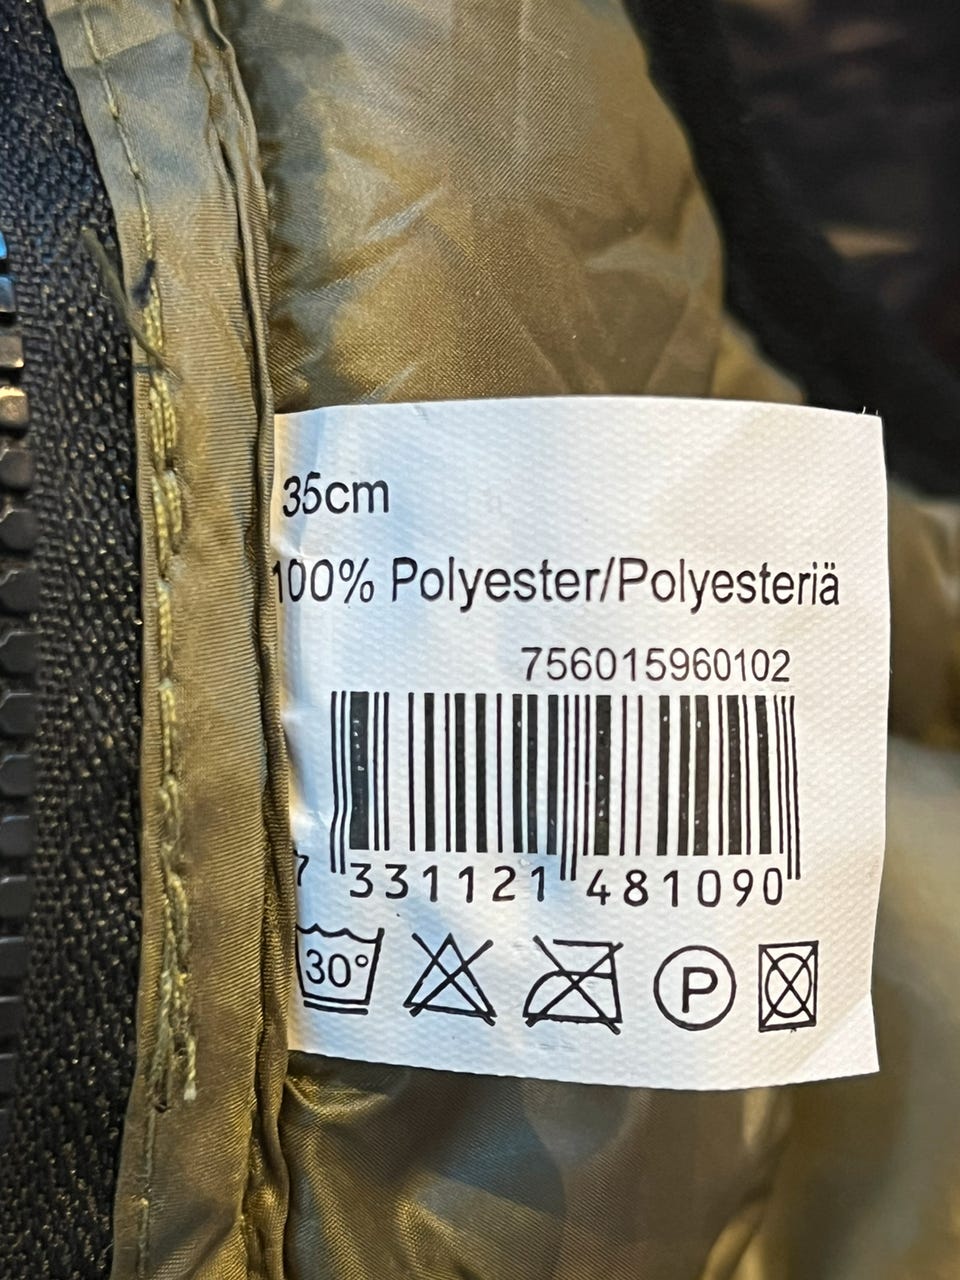 35cm
100% Polyester/Polyesteriä
756015960102
7 331121 481090
30°
P